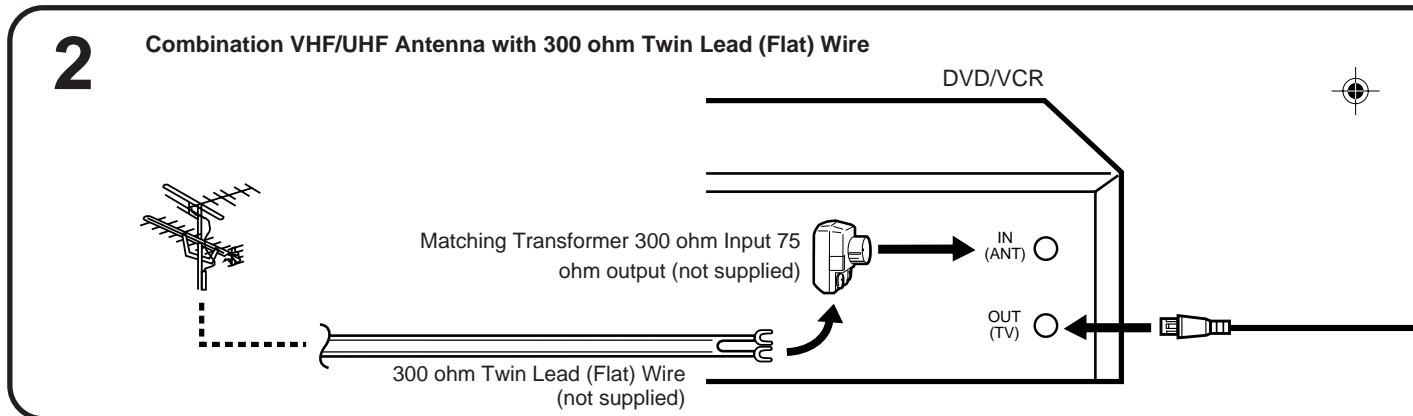 2
Combination VHF/UHF Antenna with 300 ohm Twin Lead (Flat) Wire
DVD/VCR
Matching Transformer 300 ohm Input 75
ohm output (not supplied)
IN
(ANT)
OUT
(TV)
300 ohm Twin Lead (Flat) Wire
(not supplied)